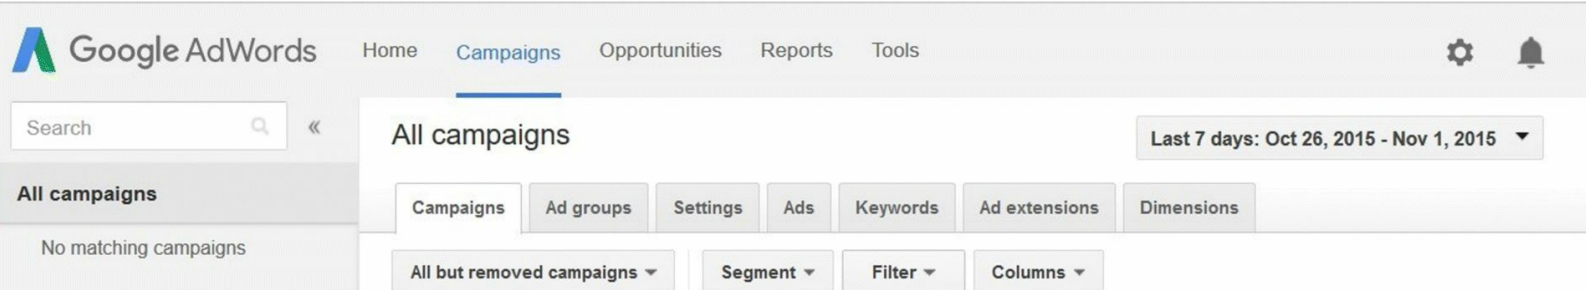 Google AdWords Home Campaigns Opportunities Reports Tools
Search «
All campaigns Last 7 days: Oct 26, 2015 - Nov 1, 2015
All campaigns
Campaigns Ad groups Settings Ads Keywords Ad extensions Dimensions
No matching campaigns
All but removed campaigns Segment Filter Columns